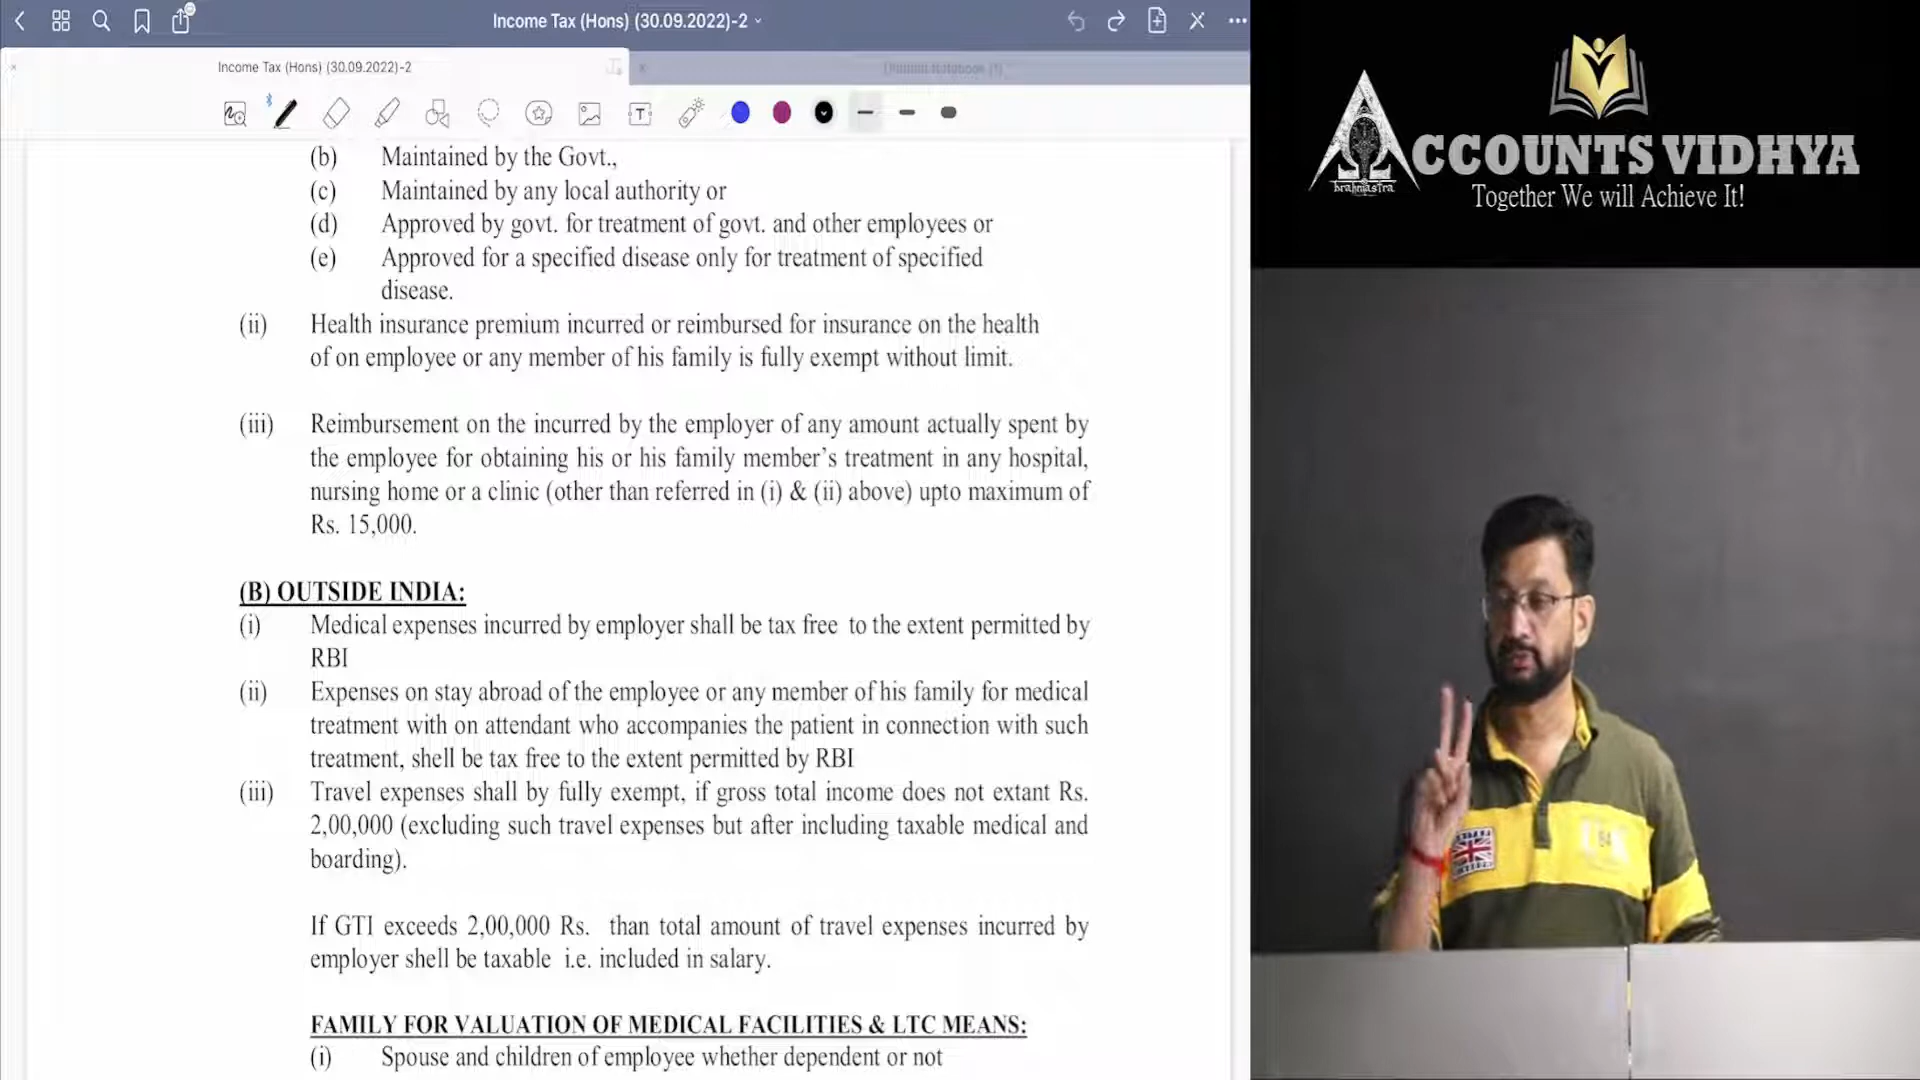 Income Tax (Hons) (30.09.2022)-2
Income Tax (Hons) (30.09.2022)-2
(b) Maintained by the Govt.,
(c) Maintained by any local authority or
(d) Approved by govt. for treatment of govt. and other employees or
(e) Approved for a specified disease only for treatment of specified
disease.
(ii) Health insurance premium incurred or reimbursed for insurance on the health
of on employee or any member of his family is fully exempt without limit.
(iii) Reimbursement on the incurred by the employer of any amount actually spent by
the employee for obtaining his or his family member’s treatment in any hospital,
nursing home or a clinic (other than referred in (i) & (ii) above) upto maximum of
Rs. 15,000.
(B) OUTSIDE INDIA:
(i) Medical expenses incurred by employer shall be tax free to the extent permitted by
RBI
(ii) Expenses on stay abroad of the employee or any member of his family for medical
treatment with on attendant who accompanies the patient in connection with such
treatment, shell be tax free to the extent permitted by RBI
(iii) Travel expenses shall by fully exempt, if gross total income does not extant Rs.
2,00,000 (excluding such travel expenses but after including taxable medical and
boarding).
If GTI exceeds 2,00,000 Rs. than total amount of travel expenses incurred by
employer shell be taxable i.e. included in salary.
FAMILY FOR VALUATION OF MEDICAL FACILITIES & LTC MEANS:
(i) Spouse and children of employee whether dependent or not
ACCOUNTS VIDHYA
brahmastra
Together We will Achieve It!